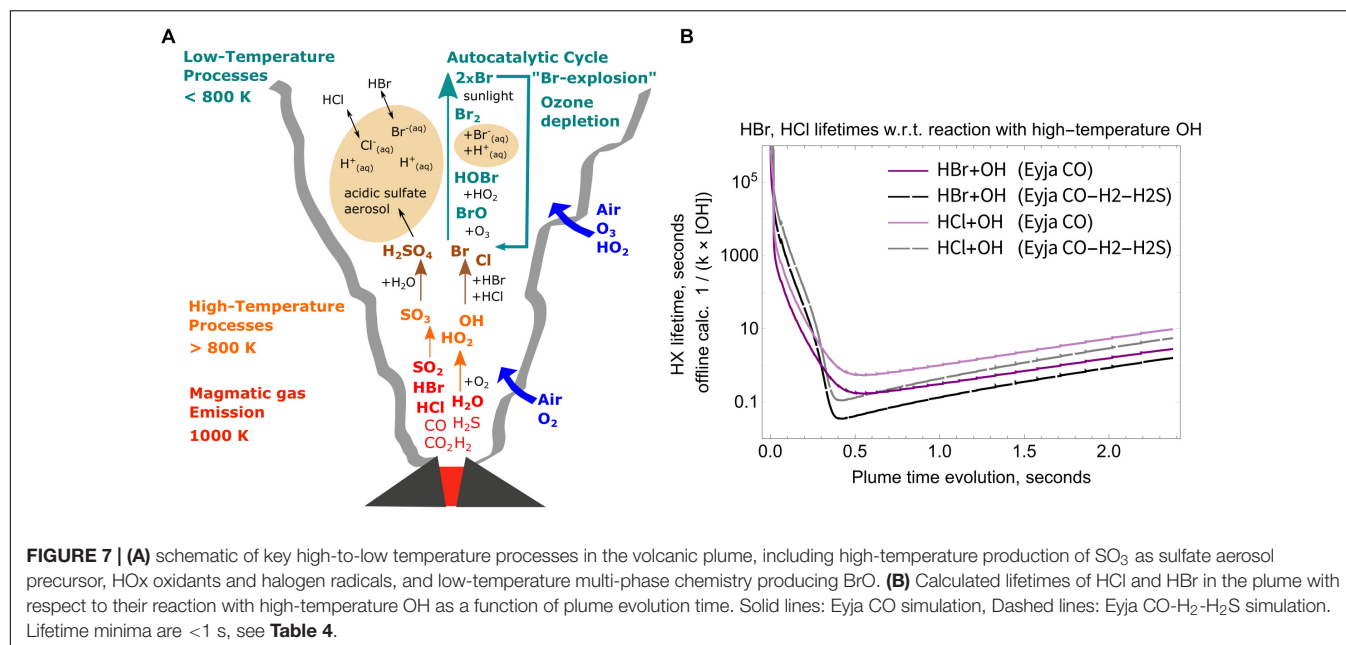 A
Low-Temperature
Processes
< 800 K
HCl
HBr
Br-(aq)
Cl-(aq)
H+(aq)
H+(aq)
acidic sulfate
aerosol
H2SO4
+H2O
SO3
SO2
HBr
HCl
CO
CO2
Autocatalytic Cycle
2xBr
"Br-explosion"
sunlight
Ozone
depletion
Br2
+Br-(aq)
+H+(aq)
HOBr
+HO2
BrO
+O3
Br
Cl
+HBr
+HCl
OH
HO2
+O2
H2O
H2S
H2
Air
O3
HO2
Air
O2
High-Temperature
Processes
> 800 K
Magmatic gas
Emission
1000 K
B
HBr, HCl lifetimes w.r.t. reaction with high−temperature OH
HBr+OH (Eyja CO)
HBr+OH (Eyja CO−H2−H2S)
HCl+OH (Eyja CO)
HCl+OH (Eyja CO−H2−H2S)
HX lifetime, seconds
offline calc. 1 / (k × [OH])
10^5
1000
10
0.1
0.0
0.5
1.0
1.5
2.0
Plume time evolution, seconds
FIGURE 7 | (A) schematic of key high-to-low temperature processes in the volcanic plume, including high-temperature production of SO3 as sulfate aerosol
precursor, HOx oxidants and halogen radicals, and low-temperature multi-phase chemistry producing BrO. (B) Calculated lifetimes of HCl and HBr in the plume with
respect to their reaction with high-temperature OH as a function of plume evolution time. Solid lines: Eyja CO simulation, Dashed lines: Eyja CO-H2-H2S simulation.
Lifetime minima are <1 s, see Table 4.